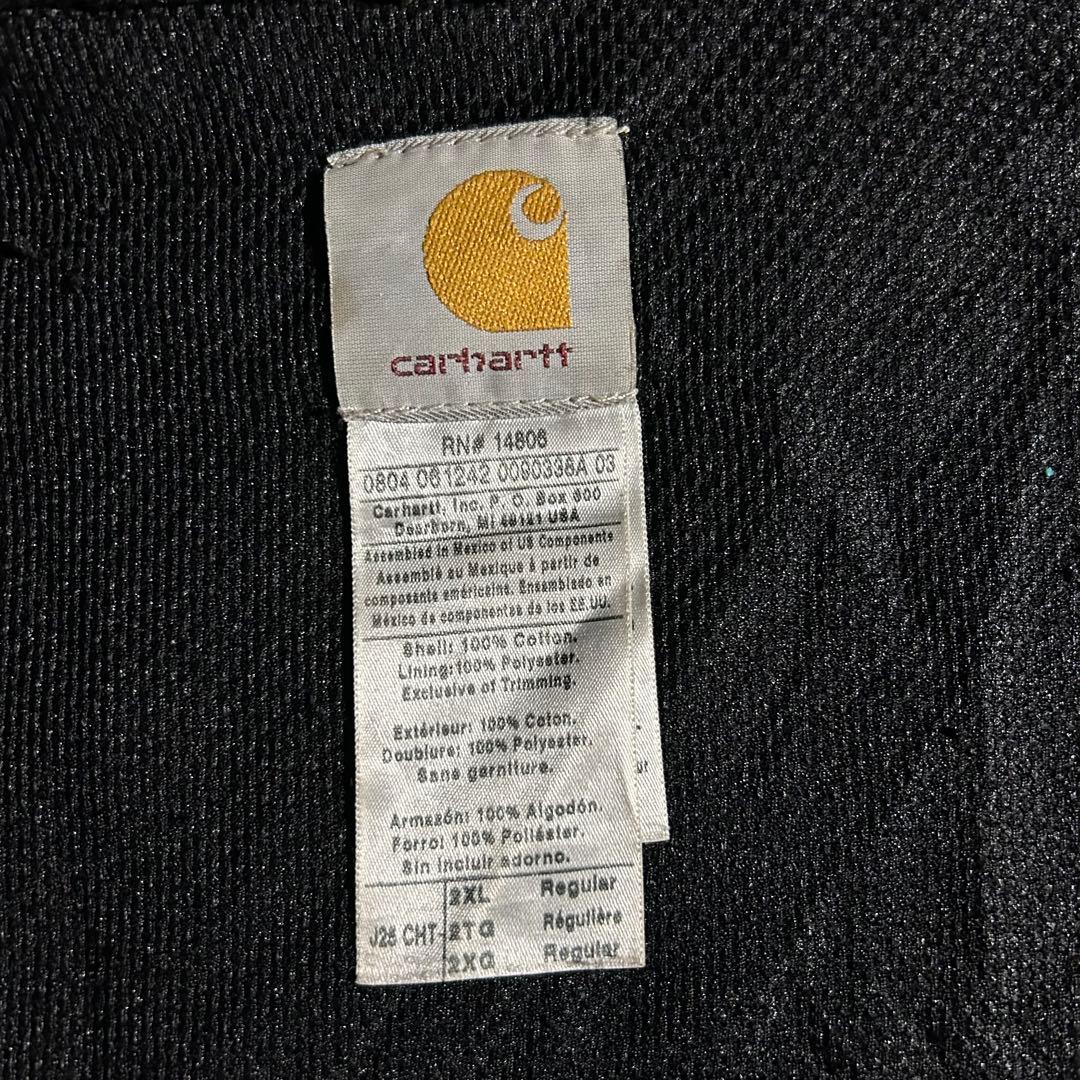 carhartt
RN# 14806
0804 061242 0090338A 03
Carhartt, Inc. P. O. Box 600
Dearborn, MI 48121 USA
Assembled in Mexico of US Components
Assemblé au Mexique à partir de
composants américains. Ensamblado en
México de componentes de los EE.UU.
Shell: 100% Cotton.
Lining:100% Polyester.
Exclusive of Trimming.
Extérieur: 100% Coton.
Doublure: 100% Polyester.
Sans garniture.
Armazón: 100% Algodón.
Forro: 100% Poliéster.
Sin incluir adorno.
2XL Regular
J25 CHT 2TG Régulière
2XG Regular
ur